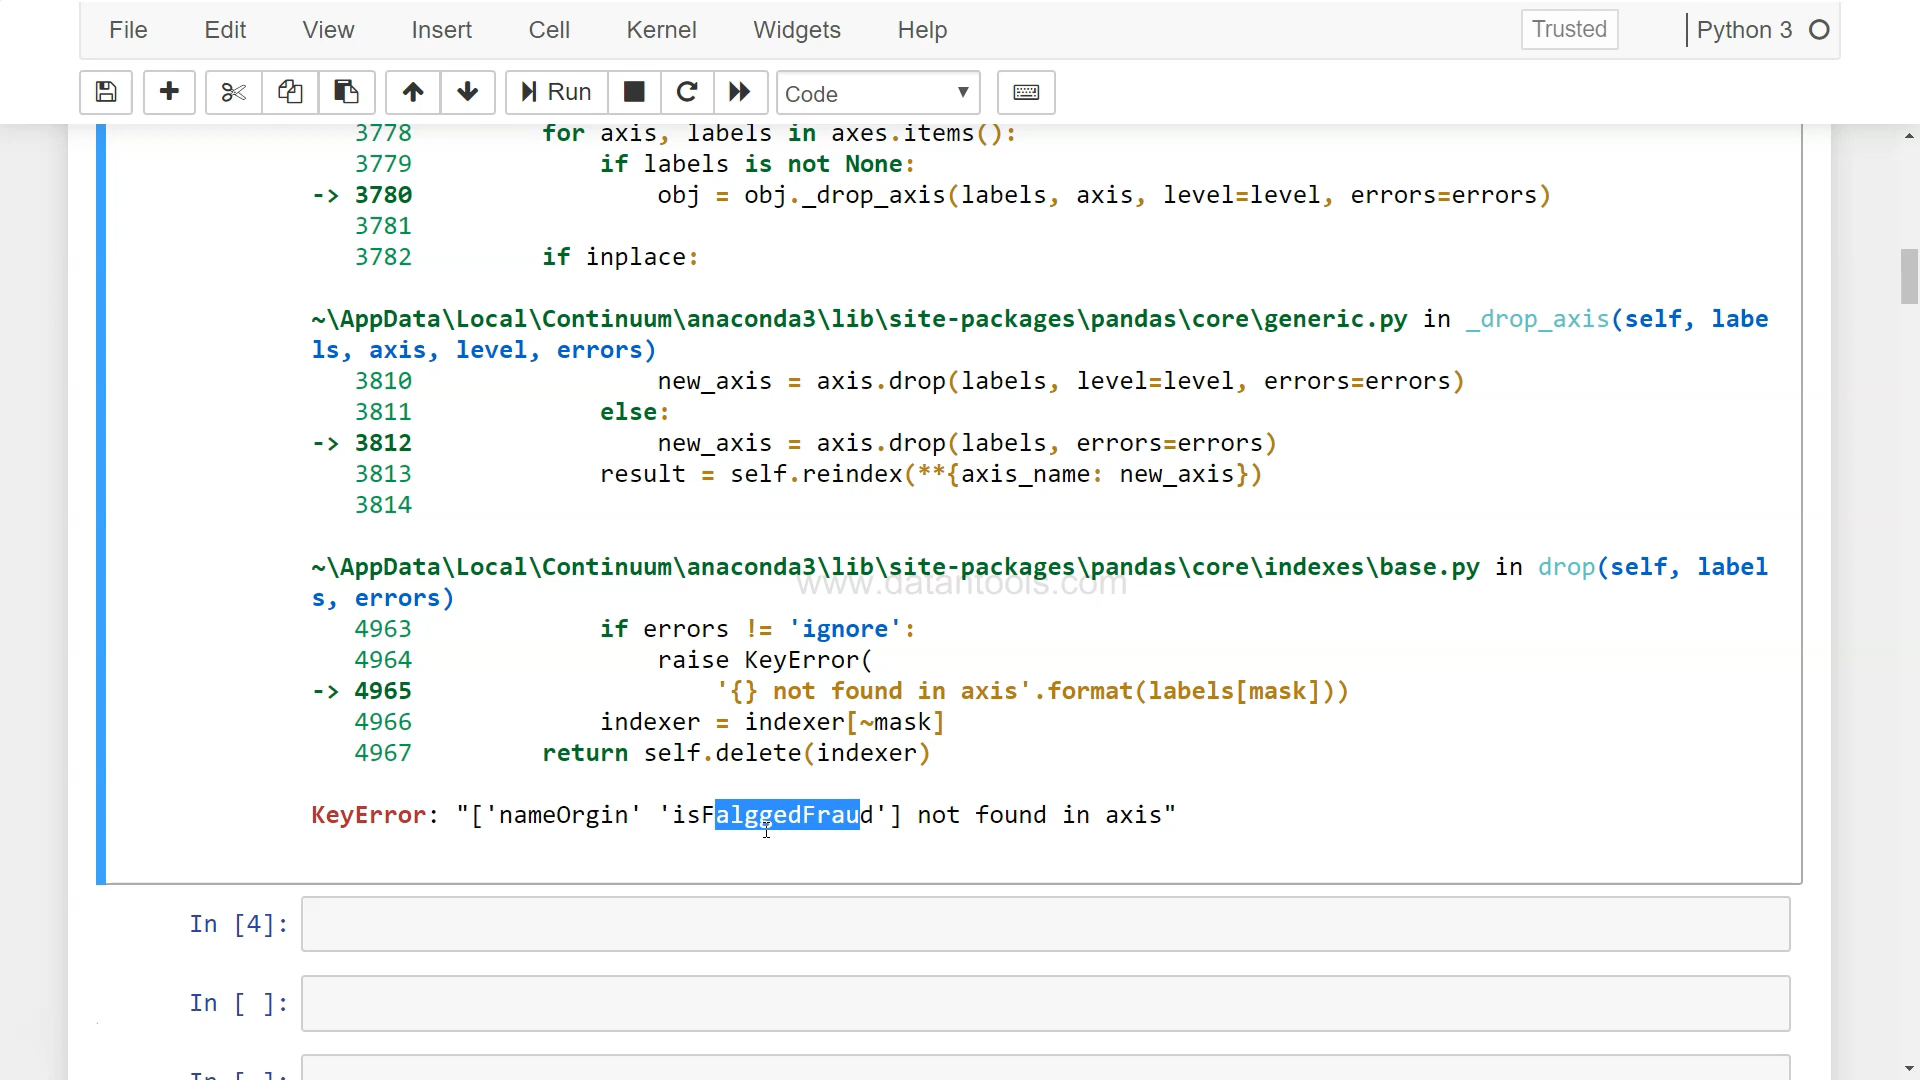 File Edit View Insert Cell Kernel Widgets Help Trusted Python 3
Run Code
3778 for axis, labels in axes.items():
3779 if labels is not None:
-> 3780 obj = obj._drop_axis(labels, axis, level=level, errors=errors)
3781
3782 if inplace:
~\AppData\Local\Continuum\anaconda3\lib\site-packages\pandas\core\generic.py in _drop_axis(self, labe
ls, axis, level, errors)
3810 new_axis = axis.drop(labels, level=level, errors=errors)
3811 else:
-> 3812 new_axis = axis.drop(labels, errors=errors)
3813 result = self.reindex(**{axis_name: new_axis})
3814
~\AppData\Local\Continuum\anaconda3\lib\site-packages\pandas\core\indexes\base.py in drop(self, label
www.datantools.com
s, errors)
4963 if errors != 'ignore':
4964 raise KeyError(
-> 4965 '{} not found in axis'.format(labels[mask]))
4966 indexer = indexer[~mask]
4967 return self.delete(indexer)
KeyError: "['nameOrgin' 'isFalggedFraud'] not found in axis"
In [4]:
In [ ]: